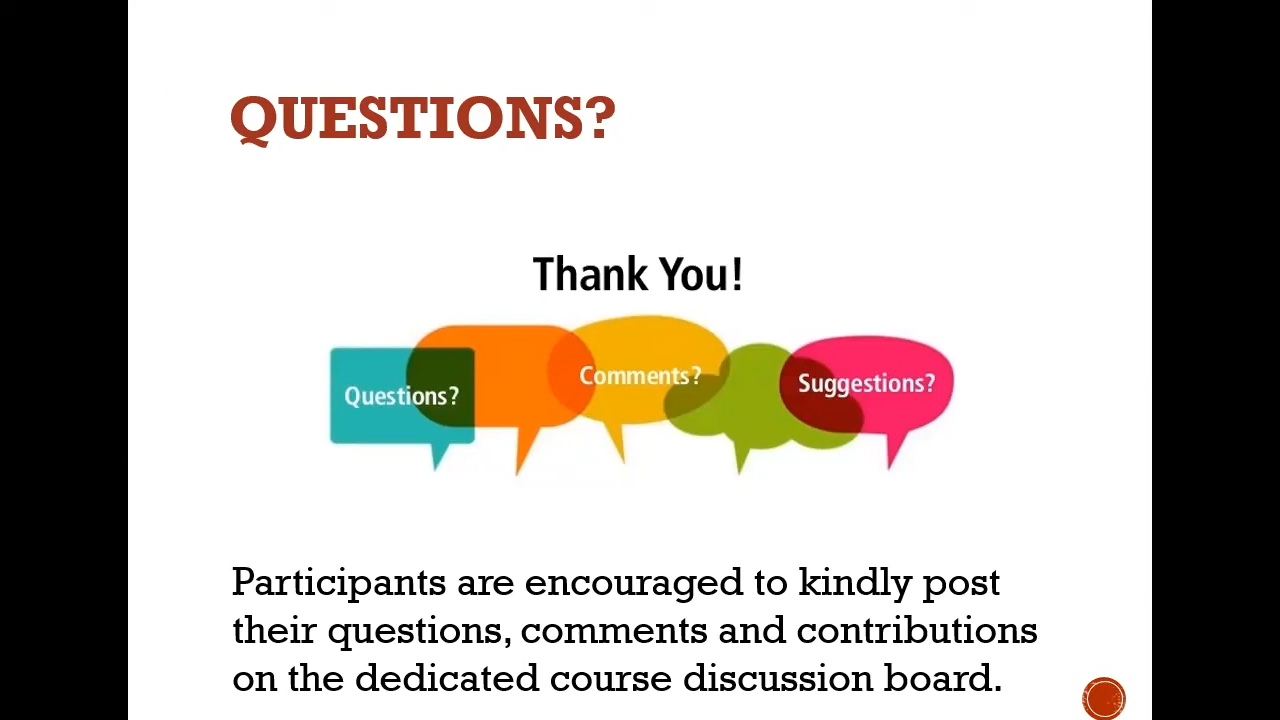 QUESTIONS?
Thank You!
Questions?
Comments?
Suggestions?
Participants are encouraged to kindly post
their questions, comments and contributions
on the dedicated course discussion board.